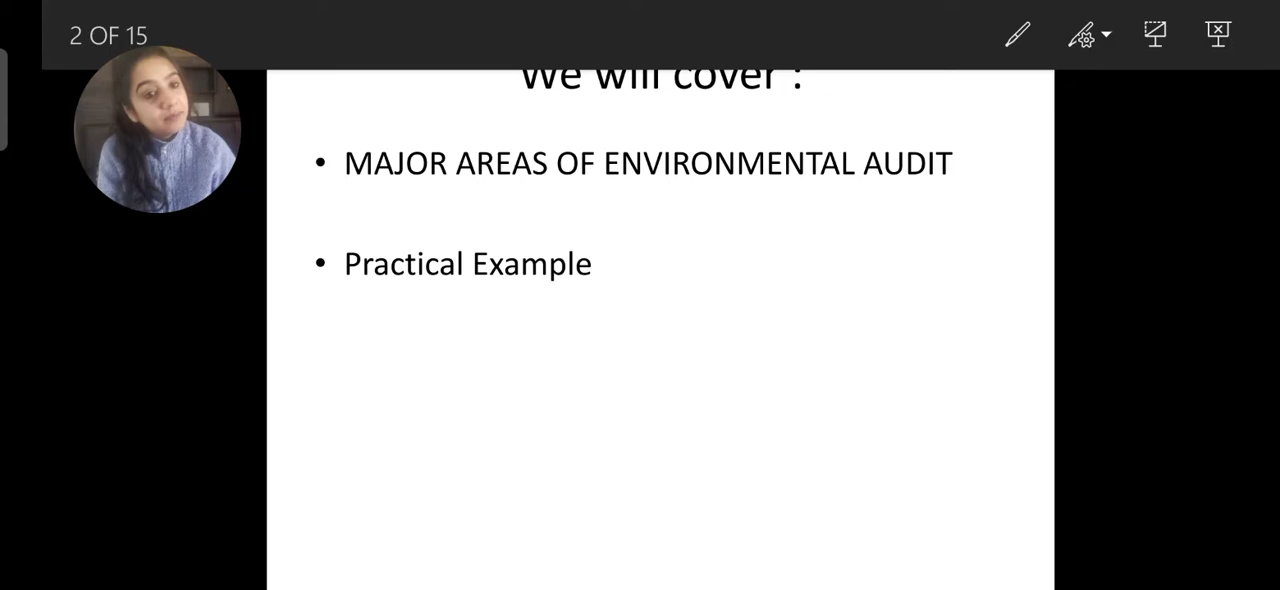 2 OF 15
We will cover :
• MAJOR AREAS OF ENVIRONMENTAL AUDIT
• Practical Example